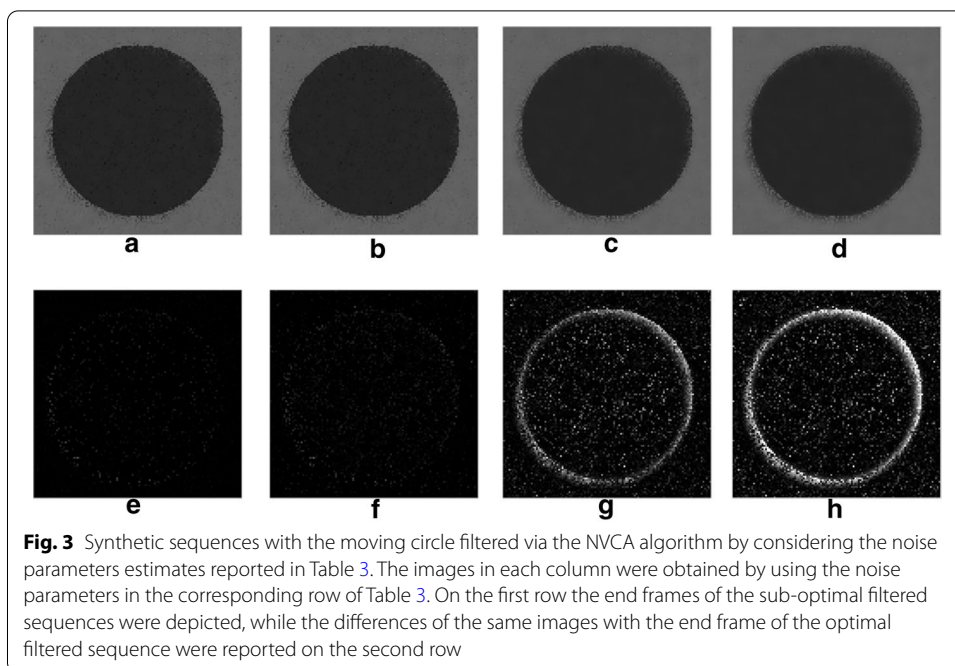 a b c d
e f g h
Fig. 3 Synthetic sequences with the moving circle filtered via the NVCA algorithm by considering the noise
parameters estimates reported in Table 3. The images in each column were obtained by using the noise
parameters in the corresponding row of Table 3. On the first row the end frames of the sub-optimal filtered
sequences were depicted, while the differences of the same images with the end frame of the optimal
filtered sequence were reported on the second row